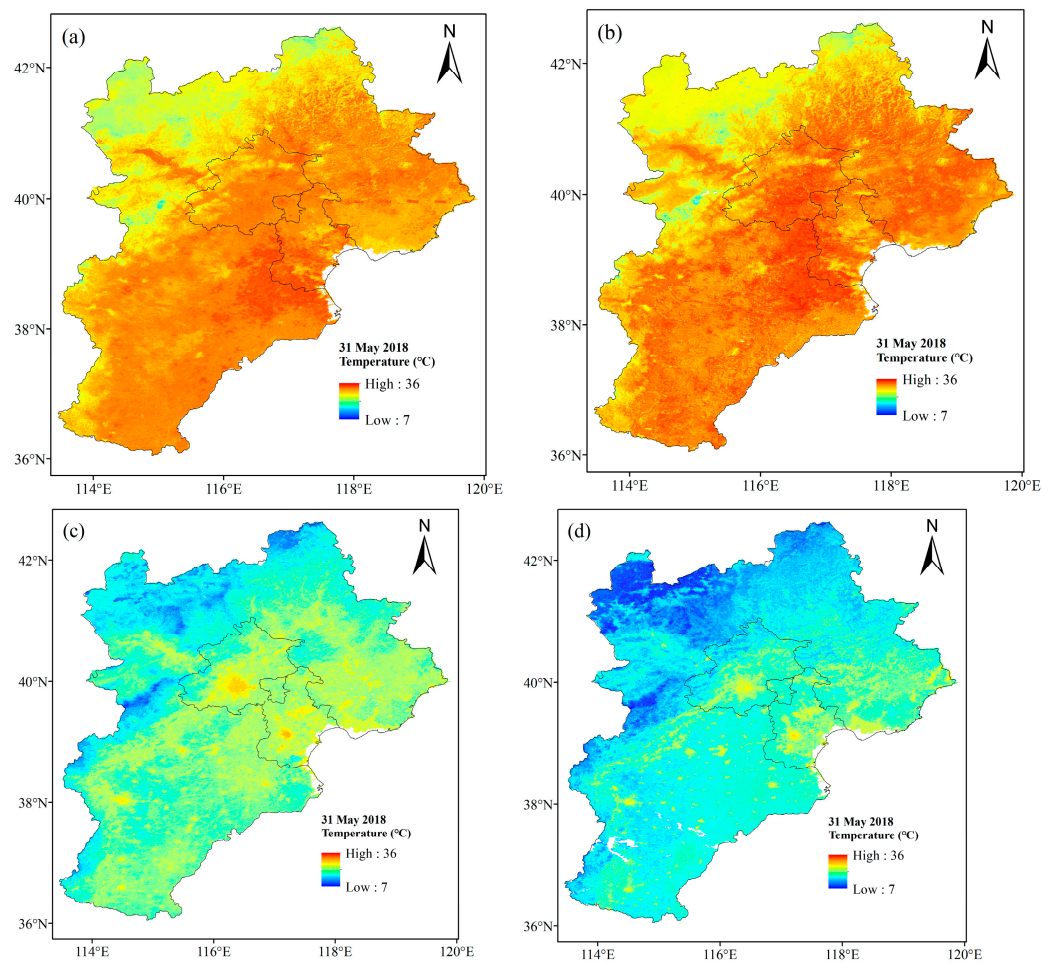 (a)
N
42°N
40°N
38°N
36°N
31 May 2018
Temperature (°C)
High : 36
Low : 7
114°E 116°E 118°E 120°E
(b)
N
42°N
40°N
38°N
36°N
31 May 2018
Temperature (°C)
High : 36
Low : 7
114°E 116°E 118°E 120°E
(c)
N
42°N
40°N
38°N
36°N
31 May 2018
Temperature (°C)
High : 36
Low : 7
114°E 116°E 118°E 120°E
(d)
N
42°N
40°N
38°N
36°N
31 May 2018
Temperature (°C)
High : 36
Low : 7
114°E 116°E 118°E 120°E